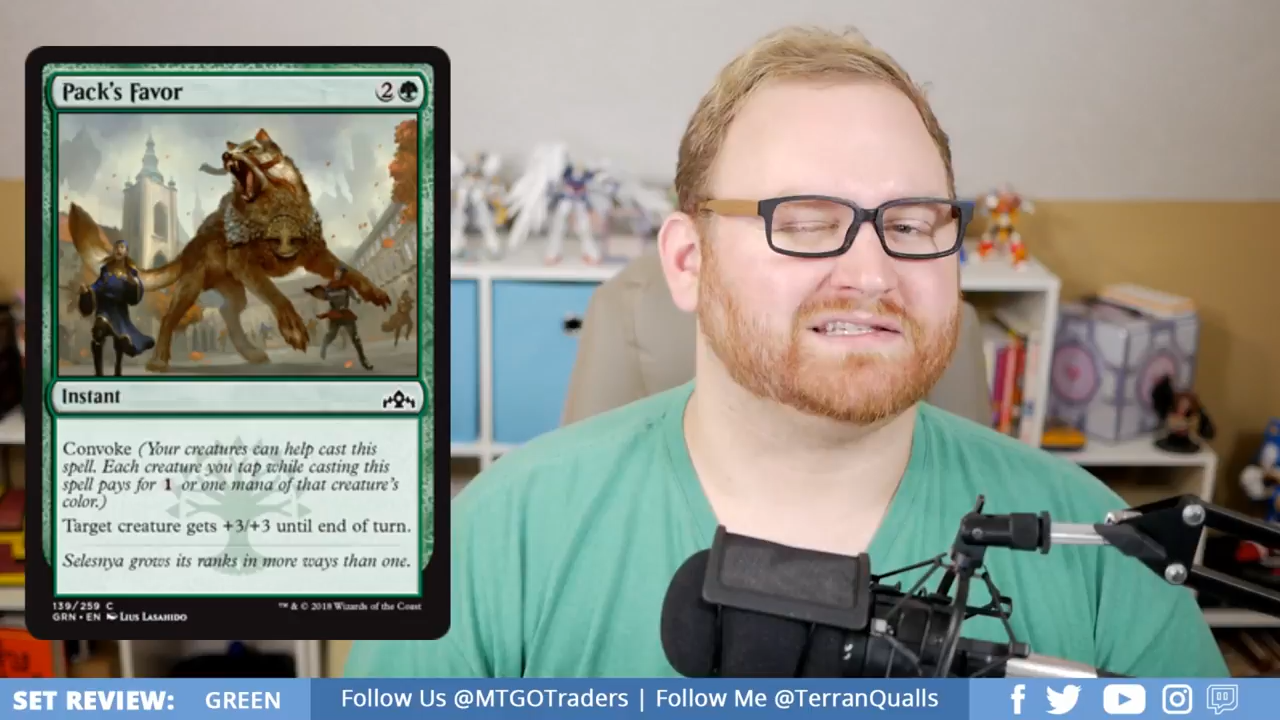 Pack's Favor 2
Instant
Convoke (Your creatures can help cast this
spell. Each creature you tap while casting this
spell pays for 1 or one mana of that creature's
color.)
Target creature gets +3/+3 until end of turn.
Selesnya grows its ranks in more ways than one.
139/259 C
™ & © 2018 Wizards of the Coast
GRN • EN Lius Lasahido
SET REVIEW: GREEN Follow Us @MTGOTraders | Follow Me @TerranQualls